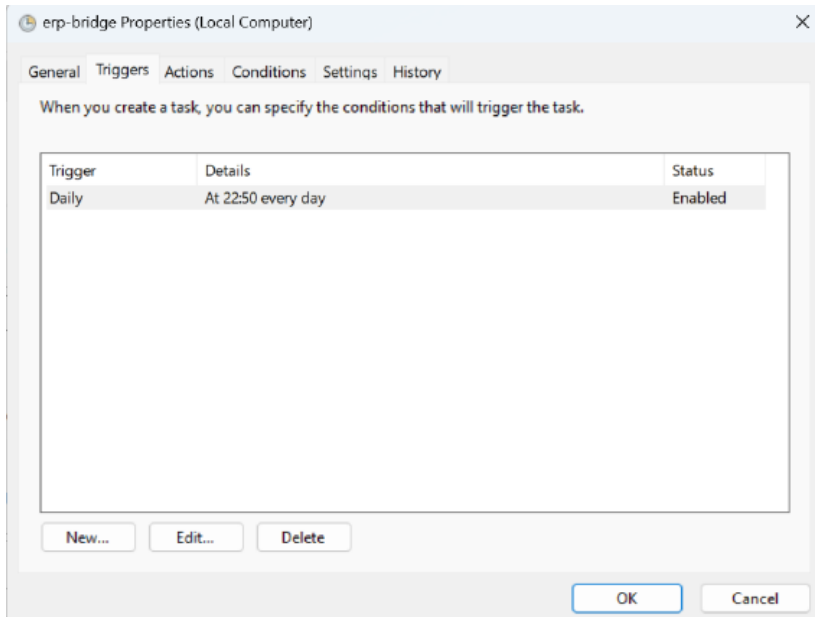 erp-bridge Properties (Local Computer)
General Triggers Actions Conditions Settings History
When you create a task, you can specify the conditions that will trigger the task.
Trigger Details Status
Daily At 22:50 every day Enabled
New... Edit... Delete
OK Cancel